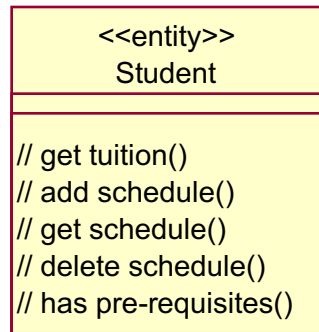 <<entity>>
Student
// get tuition()
// add schedule()
// get schedule()
// delete schedule()
// has pre-requisites()